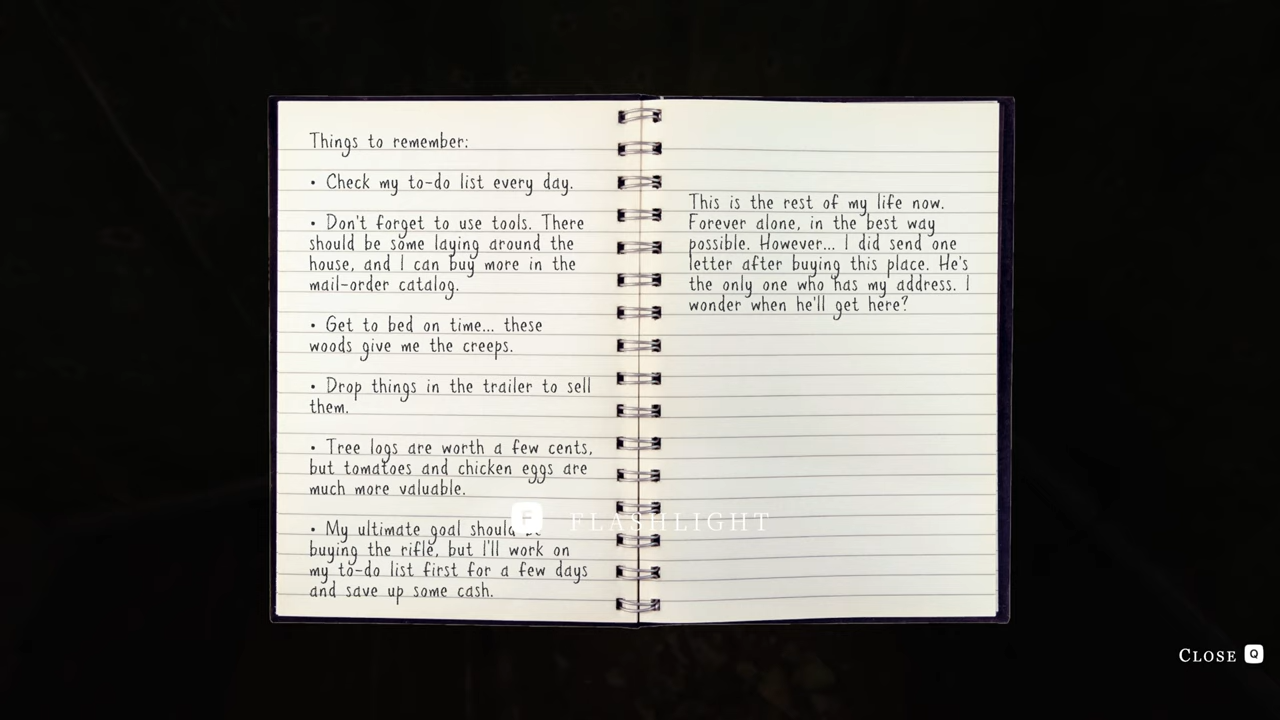 Things to remember:
• Check my to-do list every day.
• Don't forget to use tools. There
should be some laying around the
house, and I can buy more in the
mail-order catalog.
• Get to bed on time... these
woods give me the creeps.
• Drop things in the trailer to sell
them.
• Tree logs are worth a few cents,
but tomatoes and chicken eggs are
much more valuable.
• My ultimate goal should
buying the rifle, but I'll work on
my to-do list first for a few days
and save up some cash.
This is the rest of my life now.
Forever alone, in the best way
possible. However... I did send one
letter after buying this place. He's
the only one who has my address. I
wonder when he'll get here?
F FLASHLIGHT
CLOSE Q